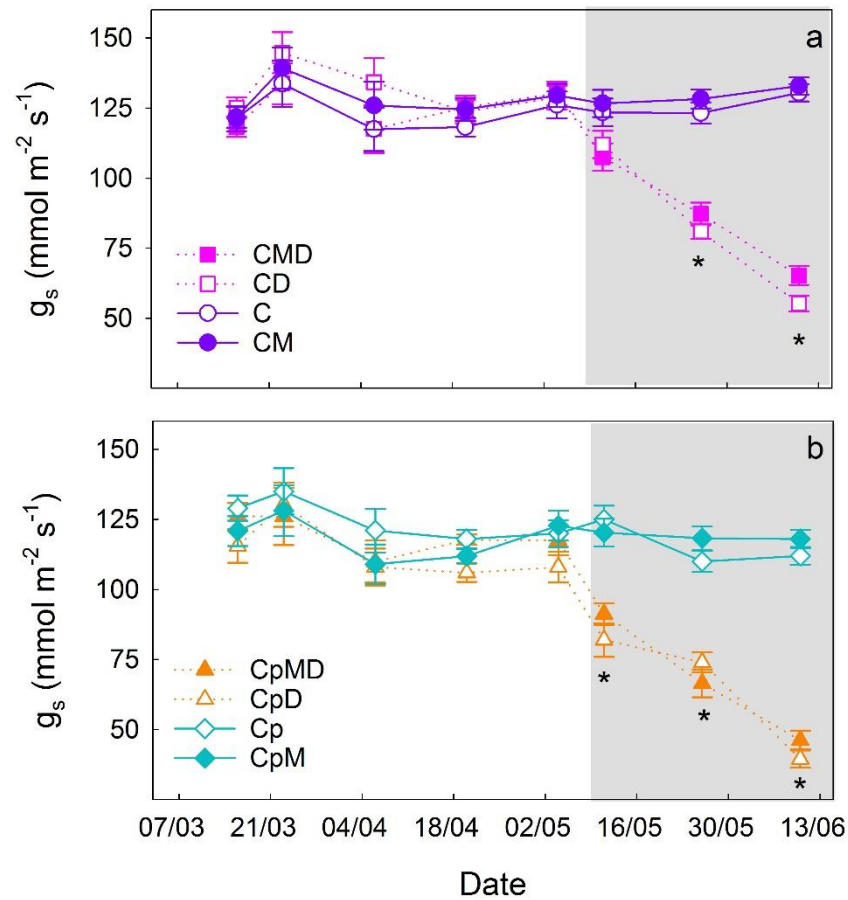 a
150
125
100
75
50
gs (mmol m-2 s-1)
CMD
CD
C
CM
*
*
b
150
125
100
75
50
gs (mmol m-2 s-1)
CpMD
CpD
Cp
CpM
*
*
*
07/03 21/03 04/04 18/04 02/05 16/05 30/05 13/06
Date